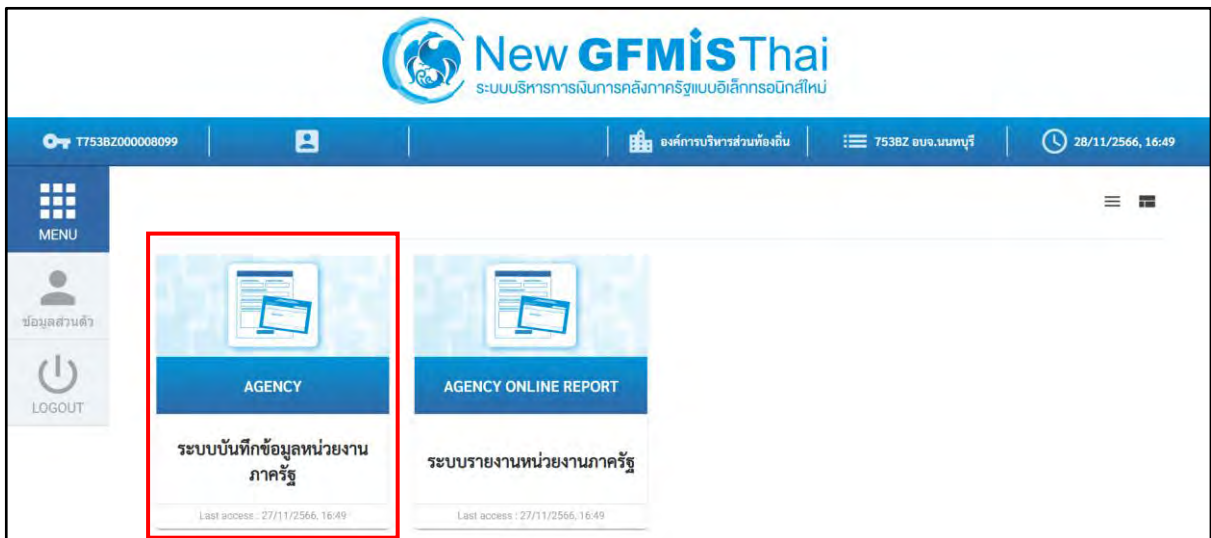 New GFMISThai
ระบบบริหารการเงินการคลังภาครัฐแบบอิเล็กทรอนิกส์ใหม่
T753BZ000008099
องค์การบริหารส่วนท้องถิ่น
753BZ อบจ.นนทบุรี
28/11/2566, 16:49
MENU
ข้อมูลส่วนตัว
LOGOUT
AGENCY
ระบบบันทึกข้อมูลหน่วยงาน
ภาครัฐ
Last access : 27/11/2566, 16:49
AGENCY ONLINE REPORT
ระบบรายงานหน่วยงานภาครัฐ
Last access : 27/11/2566, 16:49